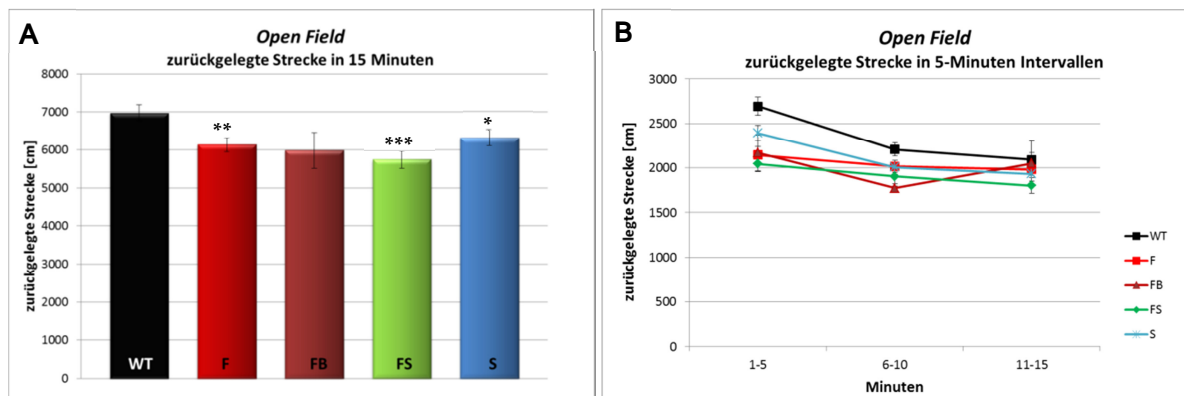 A
Open Field
zurückgelegte Strecke in 15 Minuten
zurückgelegte Strecke [cm]
8000
7000
6000
5000
4000
3000
2000
1000
0
**
***
*
WT
F
FB
FS
S
B
Open Field
zurückgelegte Strecke in 5-Minuten Intervallen
zurückgelegte Strecke [cm]
3000
2500
2000
1500
1000
500
0
1-5
6-10
11-15
Minuten
WT
F
FB
FS
S